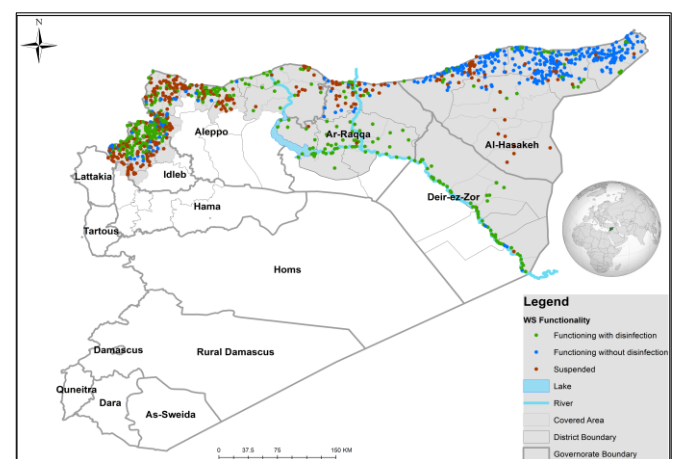 N
Aleppo
Ar-Raqqa
Al-Hasakeh
Lattakia
Idleb
Deir-ez-Zor
Hama
Tartous
Homs
Damascus
Rural Damascus
Quneitra
Dara
As-Sweida
0 37.5 75 150 KM
Legend
WS Functionality
Functioning with disinfection
Functioning without disinfection
Suspended
Lake
River
Covered Area
District Boundary
Governorate Boundary